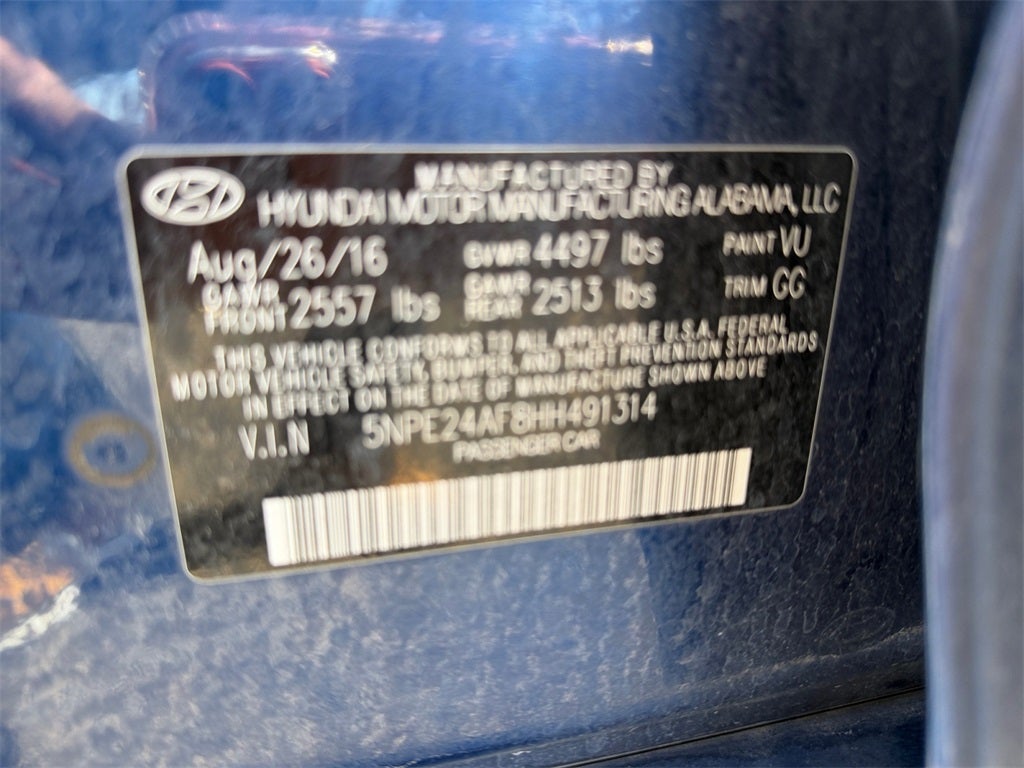 MANUFACTURED BY
HYUNDAI MOTOR MANUFACTURING ALABAMA, LLC
Aug/26/16 GVWR 4497 lbs PAINT VU
GAWR FRONT 2557 lbs GAWR REAR 2513 lbs TRIM GG
THIS VEHICLE CONFORMS TO ALL APPLICABLE U.S.A. FEDERAL
MOTOR VEHICLE SAFETY, BUMPER, AND THEFT PREVENTION STANDARDS
IN EFFECT ON THE DATE OF MANUFACTURE SHOWN ABOVE
V.I.N 5NPE24AF8HH491314
PASSENGER CAR